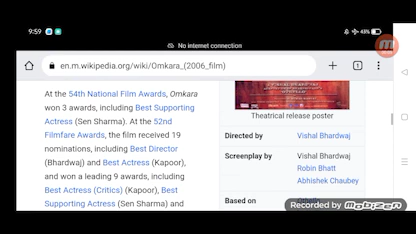 9:59
48%
No internet connection
en.m.wikipedia.org/wiki/Omkara_(2006_film)
1
At the 54th National Film Awards, Omkara
won 3 awards, including Best Supporting
Actress (Sen Sharma). At the 52nd
Filmfare Awards, the film received 19
nominations, including Best Director
(Bhardwaj) and Best Actress (Kapoor),
and won a leading 9 awards, including
Best Actress (Critics) (Kapoor), Best
Supporting Actress (Sen Sharma) and
Theatrical release poster
Directed by Vishal Bhardwaj
Screenplay by Vishal Bhardwaj
Robin Bhatt
Abhishek Chaubey
Based on
Recorded by Mobizen